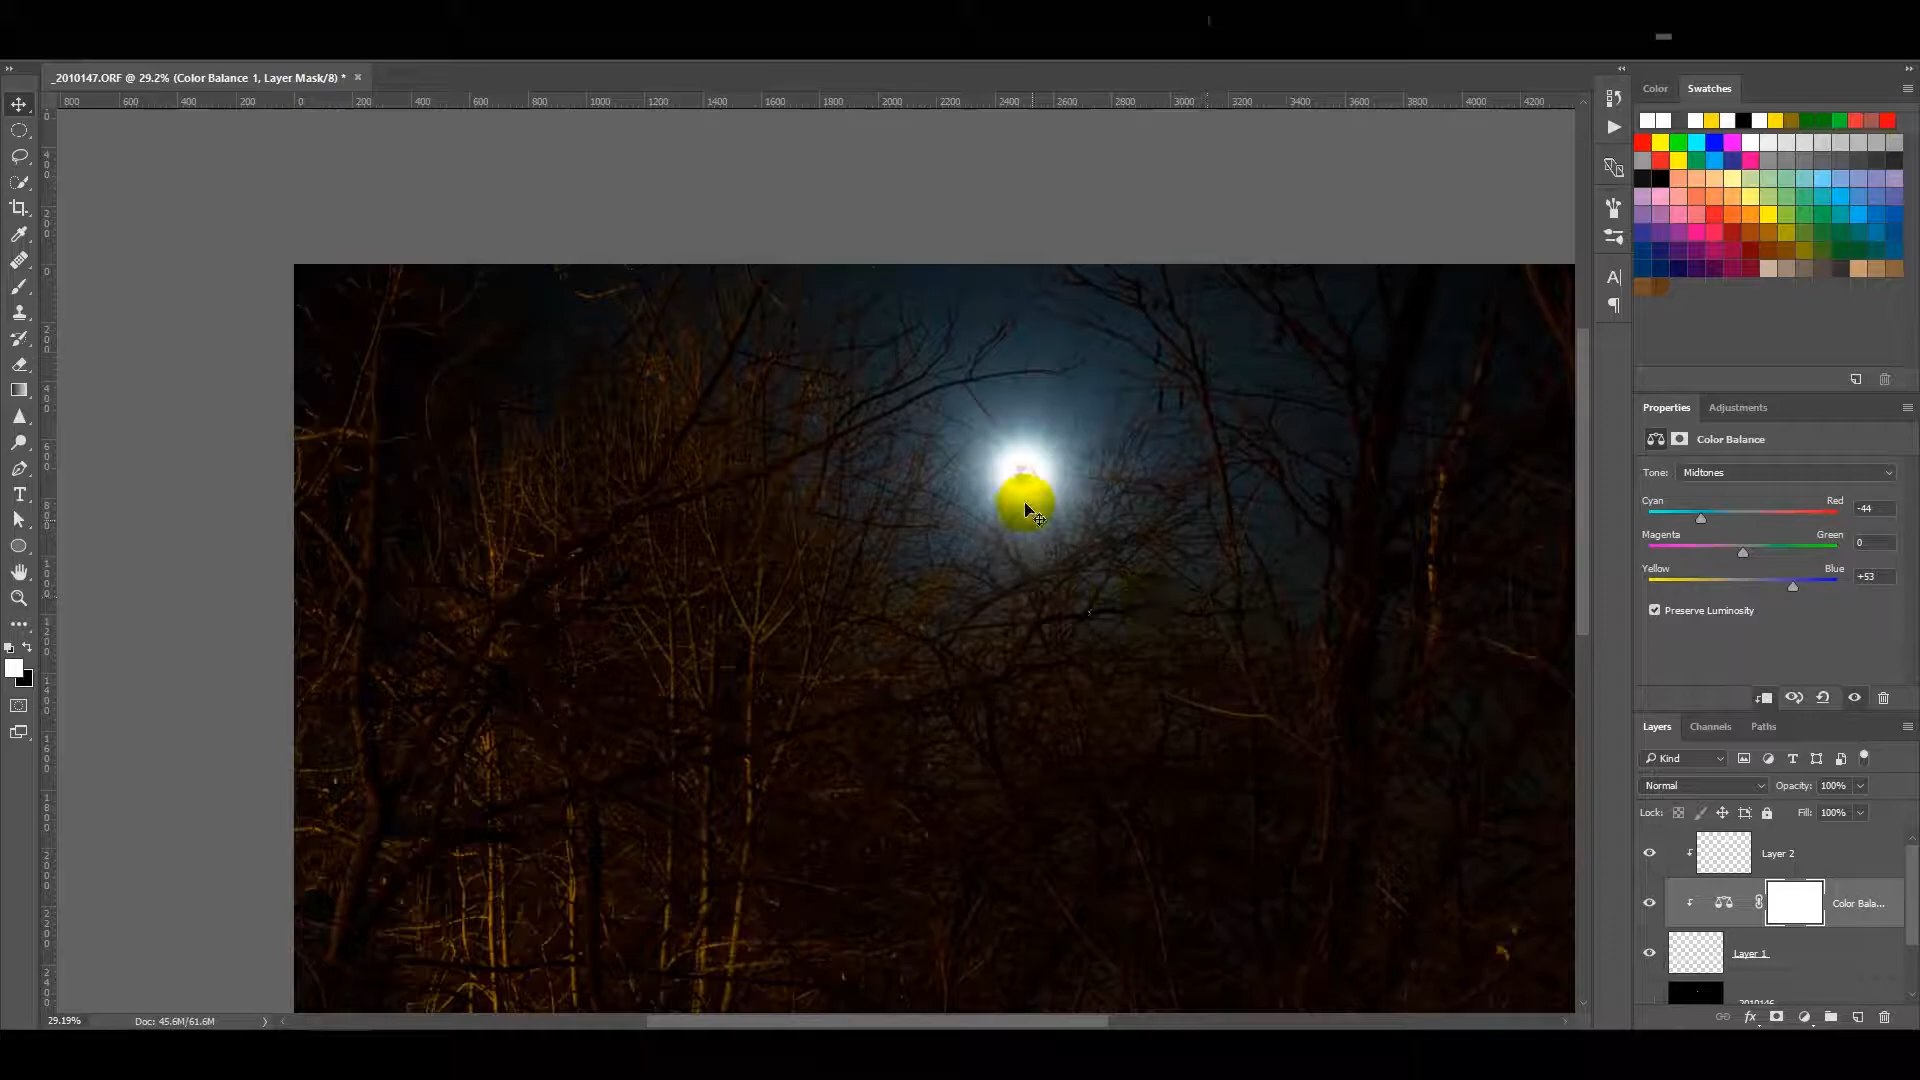 _2010147.ORF @ 29.2% (Color Balance 1, Layer Mask/8) *
800 600 400 200 0 200 400 600 800 1000 1200 1400 1600 1800 2000 2200 2400 2600 2800 3000 3200 3400 3600 3800 4000 4200
Color Swatches
Properties Adjustments
Color Balance
Tone: Midtones
Cyan Red -44
Magenta Green 0
Yellow Blue +53
Preserve Luminosity
Layers Channels Paths
Kind
Normal Opacity: 100%
Lock: Fill: 100%
Layer 2
Color Bala...
Layer 1
29.19% Doc: 45.6M/61.6M